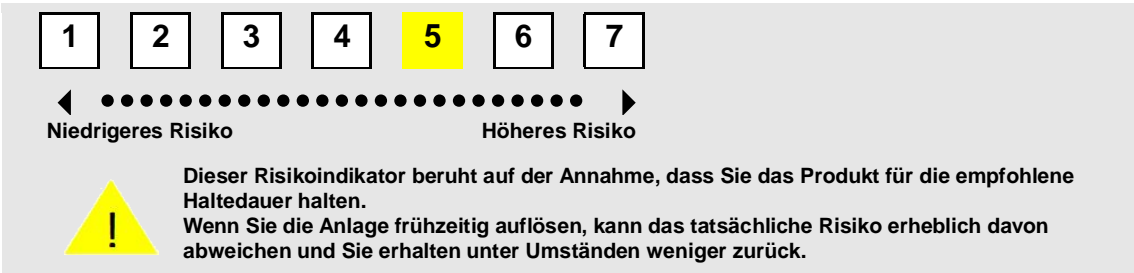 1 2 3 4 5 6 7
Niedrigeres Risiko Höheres Risiko
Dieser Risikoindikator beruht auf der Annahme, dass Sie das Produkt für die empfohlene
Haltedauer halten.
! Wenn Sie die Anlage frühzeitig auflösen, kann das tatsächliche Risiko erheblich davon
abweichen und Sie erhalten unter Umständen weniger zurück.